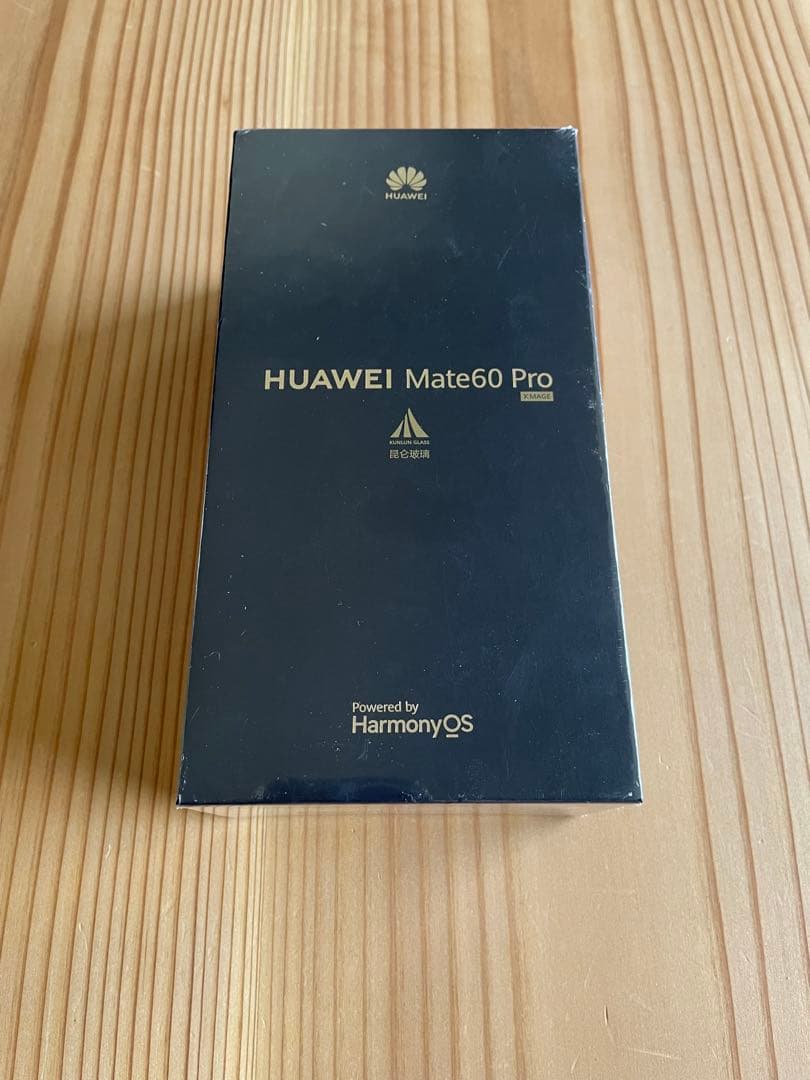 HUAWEI
HUAWEI Mate60 Pro
XMAGE
KUNLUN GLASS
昆仑玻璃
Powered by
HarmonyOS